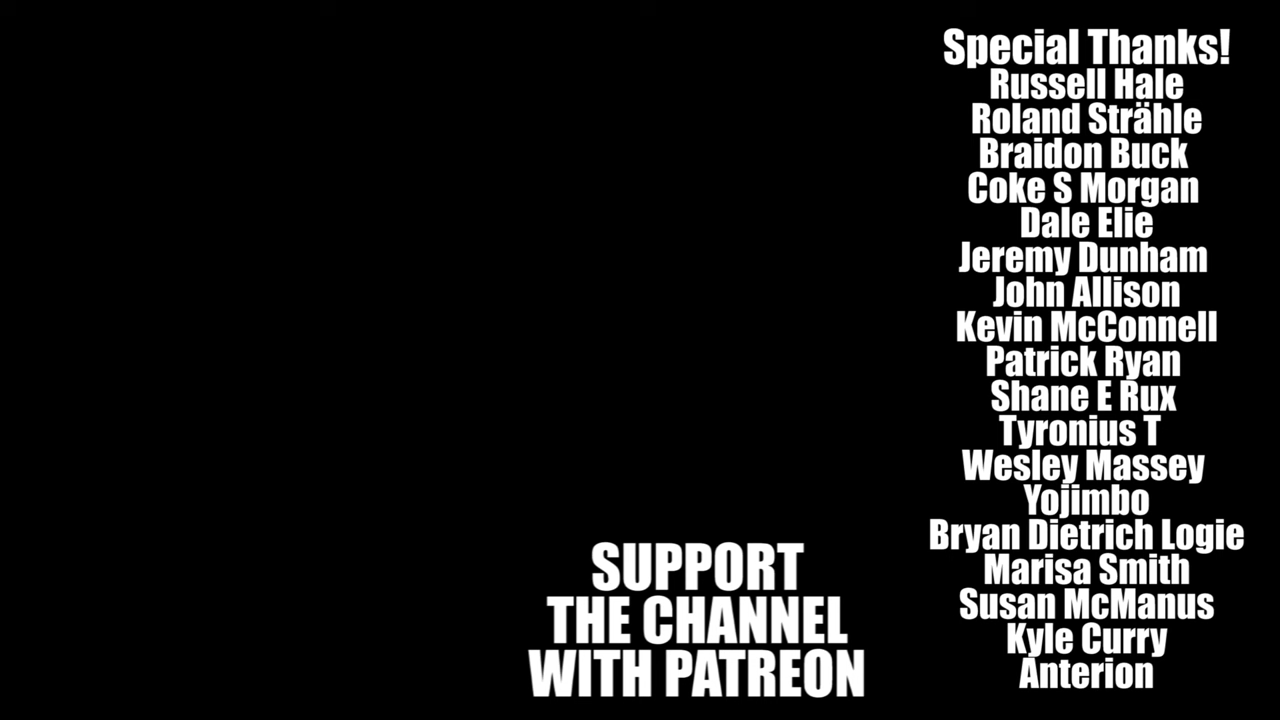 Special Thanks!
Russell Hale
Roland Strähle
Braidon Buck
Coke S Morgan
Dale Elie
Jeremy Dunham
John Allison
Kevin McConnell
Patrick Ryan
Shane E Rux
Tyronius T
Wesley Massey
Yojimbo
Bryan Dietrich Logie
Marisa Smith
Susan McManus
Kyle Curry
Anterion
SUPPORT
THE CHANNEL
WITH PATREON